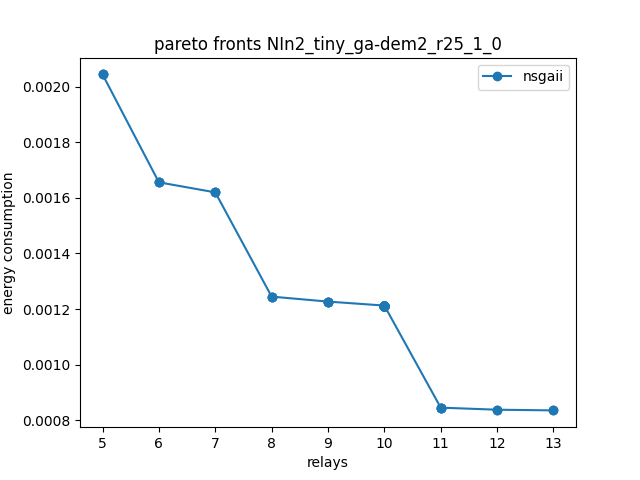 pareto fronts NIn2_tiny_ga-dem2_r25_1_0
nsgaii
energy consumption
0.0020
0.0018
0.0016
0.0014
0.0012
0.0010
0.0008
5 6 7 8 9 10 11 12 13
relays